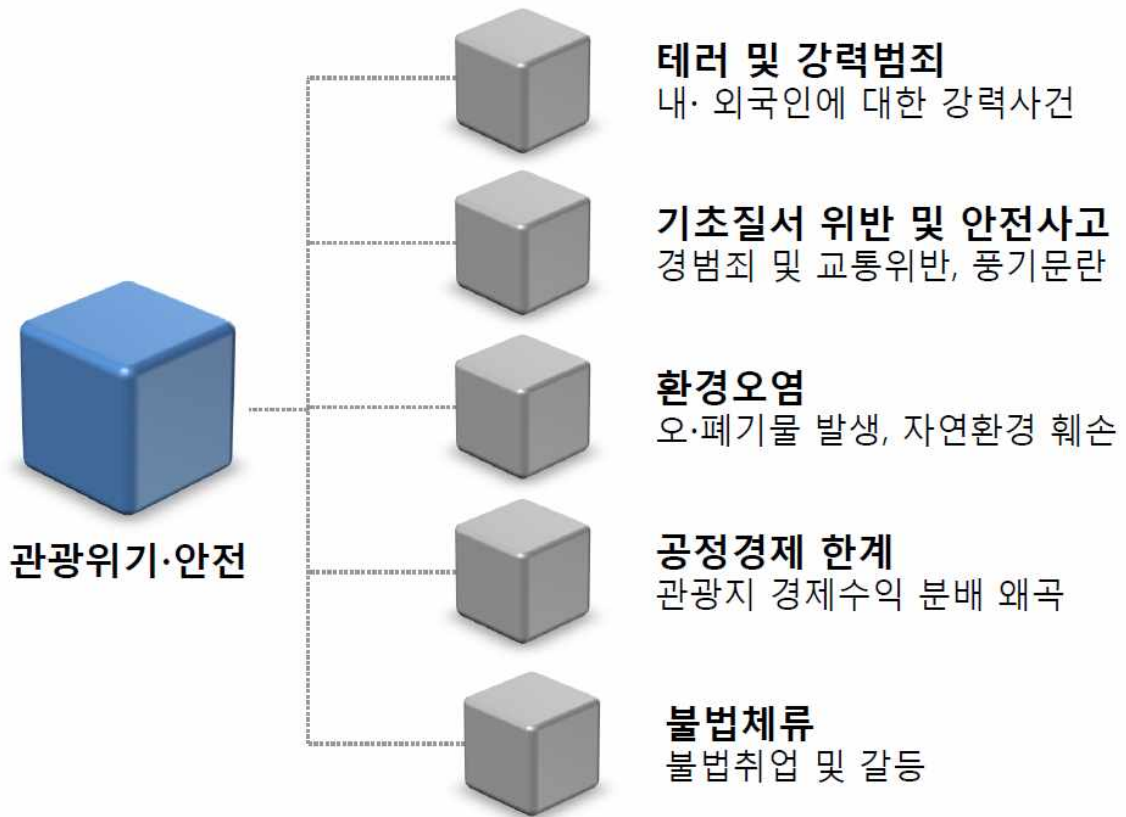 테러 및 강력범죄
내· 외국인에 대한 강력사건
기초질서 위반 및 안전사고
경범죄 및 교통위반, 풍기문란
환경오염
오·폐기물 발생, 자연환경 훼손
관광위기·안전
공정경제 한계
관광지 경제수익 분배 왜곡
불법체류
불법취업 및 갈등